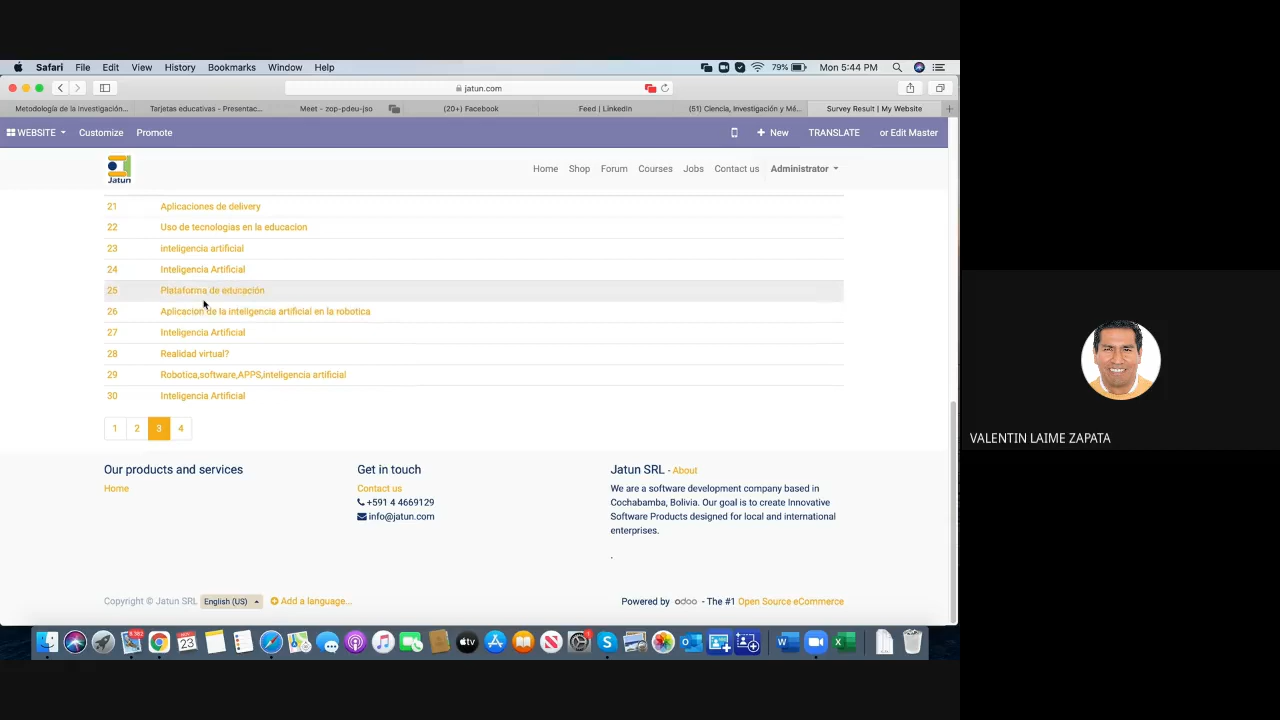 Safari File Edit View History Bookmarks Window Help 79% Mon 5:44 PM
jatun.com
Metodología de la Investigación... Tarjetas educativas - Presentac... Meet - zop-pdeu-jso (20+) Facebook Feed | LinkedIn (51) Ciencia, Investigación y Mé... Survey Result | My Website
WEBSITE Customize Promote + New TRANSLATE or Edit Master
Jatun Home Shop Forum Courses Jobs Contact us Administrator
21 Aplicaciones de delivery
22 Uso de tecnologias en la educacion
23 inteligencia artificial
24 Inteligencia Artificial
25 Plataforma de educación
26 Aplicacion de la inteligencia artificial en la robotica
27 Inteligencia Artificial
28 Realidad virtual?
29 Robotica,software,APPS,inteligencia artificial
30 Inteligencia Artificial
1 2 3 4
VALENTIN LAIME ZAPATA
Our products and services
Home
Get in touch
Contact us
+591 4 4669129
info@jatun.com
Jatun SRL - About
We are a software development company based in
Cochabamba, Bolivia. Our goal is to create Innovative
Software Products designed for local and international
enterprises.
.
Copyright © Jatun SRL English (US) Add a language... Powered by odoo - The #1 Open Source eCommerce